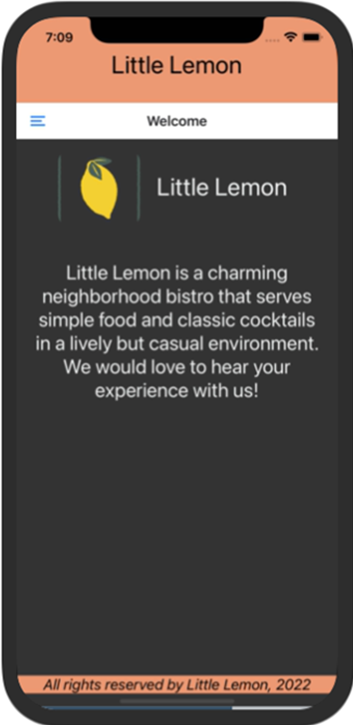 7:09
Little Lemon
Welcome
Little Lemon
Little Lemon is a charming
neighborhood bistro that serves
simple food and classic cocktails
in a lively but casual environment.
We would love to hear your
experience with us!
All rights reserved by Little Lemon, 2022